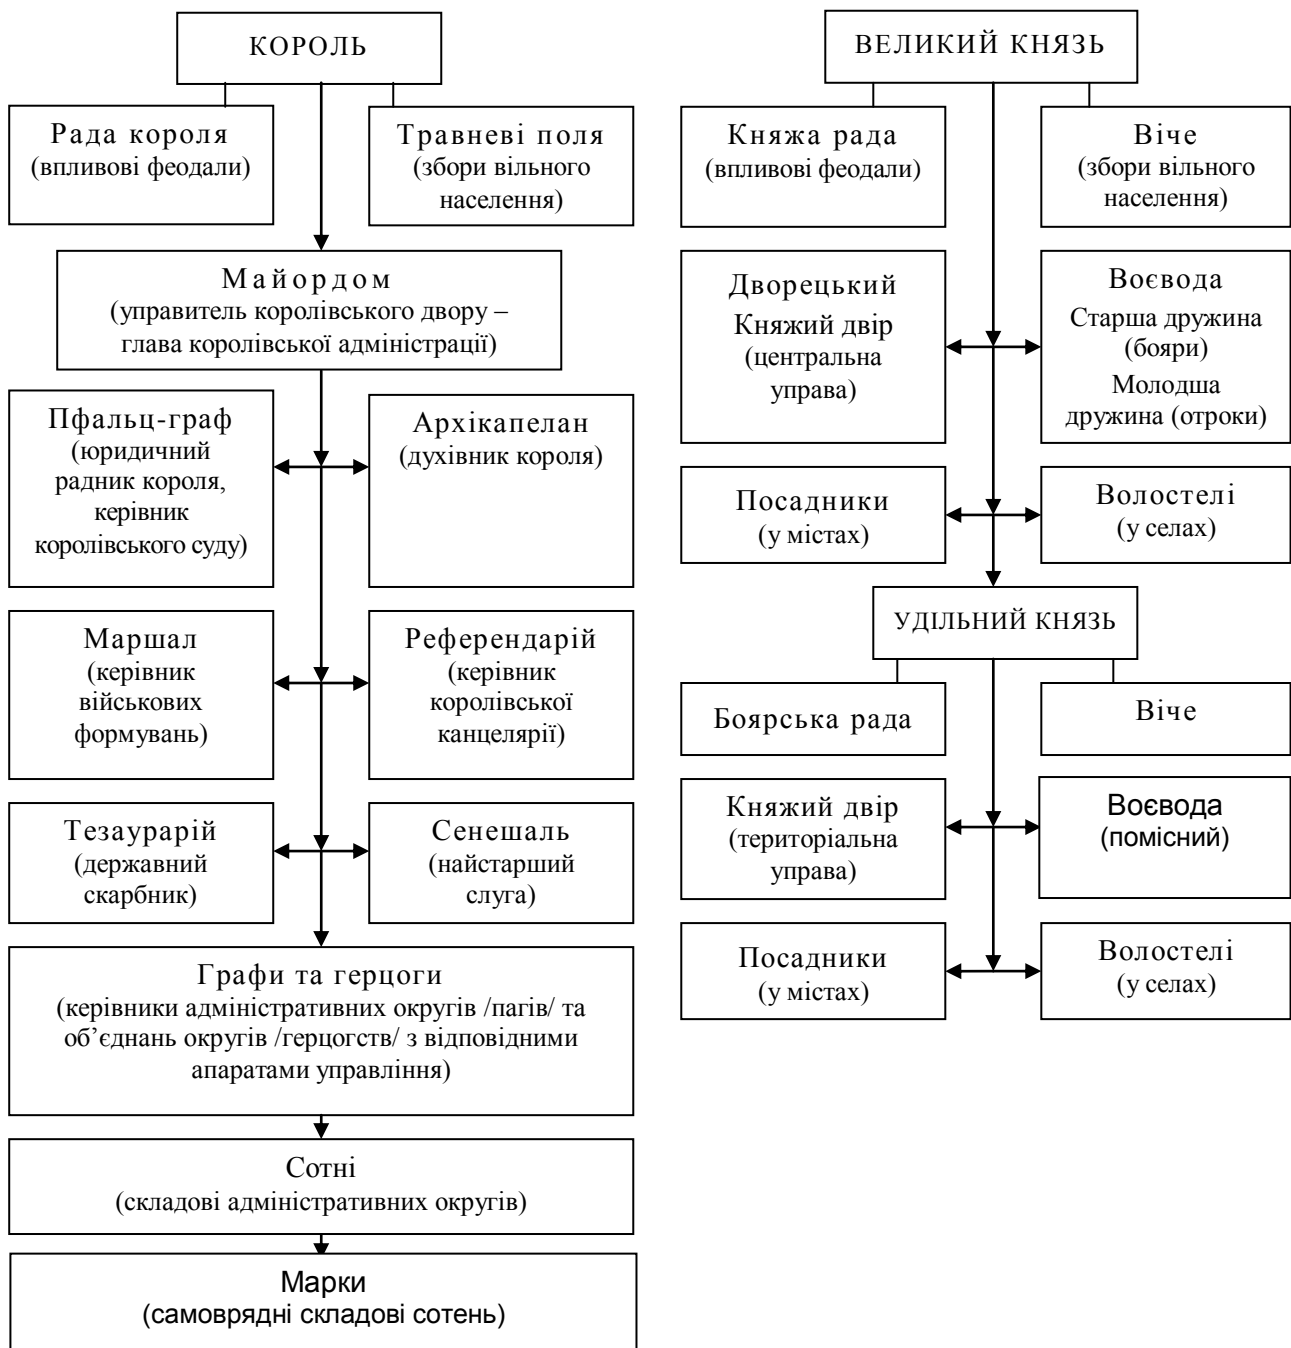 КОРОЛЬ
Рада короля
(впливові феодали)
Травневі поля
(збори вільного
населення)
Майордом
(управитель королівського двору –
глава королівської адміністрації)
Пфальц-граф
(юридичний
радник короля,
керівник
королівського суду)
Архікапелан
(духівник короля)
Маршал
(керівник
військових
формувань)
Референдарій
(керівник
королівської
канцелярії)
Тезаурарій
(державний
скарбник)
Сенешаль
(найстарший
слуга)
Графи та герцоги
(керівники адміністративних округів /пагів/ та
об’єднань округів /герцогств/ з відповідними
апаратами управління)
Сотні
(складові адміністративних округів)
Марки
(самоврядні складові сотень)
ВЕЛИКИЙ КНЯЗЬ
Княжа рада
(впливові феодали)
Віче
(збори вільного
населення)
Дворецький
Княжий двір
(центральна
управа)
Воєвода
Старша дружина
(бояри)
Молодша
дружина (отроки)
Посадники
(у містах)
Волостелі
(у селах)
УДІЛЬНИЙ КНЯЗЬ
Боярська рада
Віче
Княжий двір
(територіальна
управа)
Воєвода
(помісний)
Посадники
(у містах)
Волостелі
(у селах)